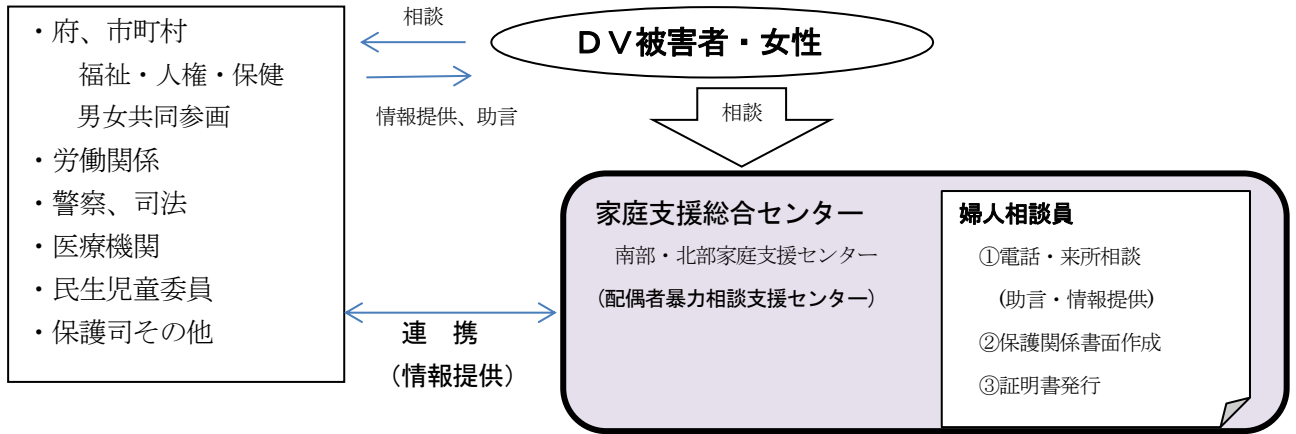 ・府、市町村
福祉・人権・保健
男女共同参画
・労働関係
・警察、司法
・医療機関
・民生児童委員
・保護司その他
相談
情報提供、助言
ＤＶ被害者・女性
相談
連　携
（情報提供）
家庭支援総合センター
南部・北部家庭支援センター
（配偶者暴力相談支援センター）
婦人相談員
①電話・来所相談
(助言・情報提供)
②保護関係書面作成
③証明書発行